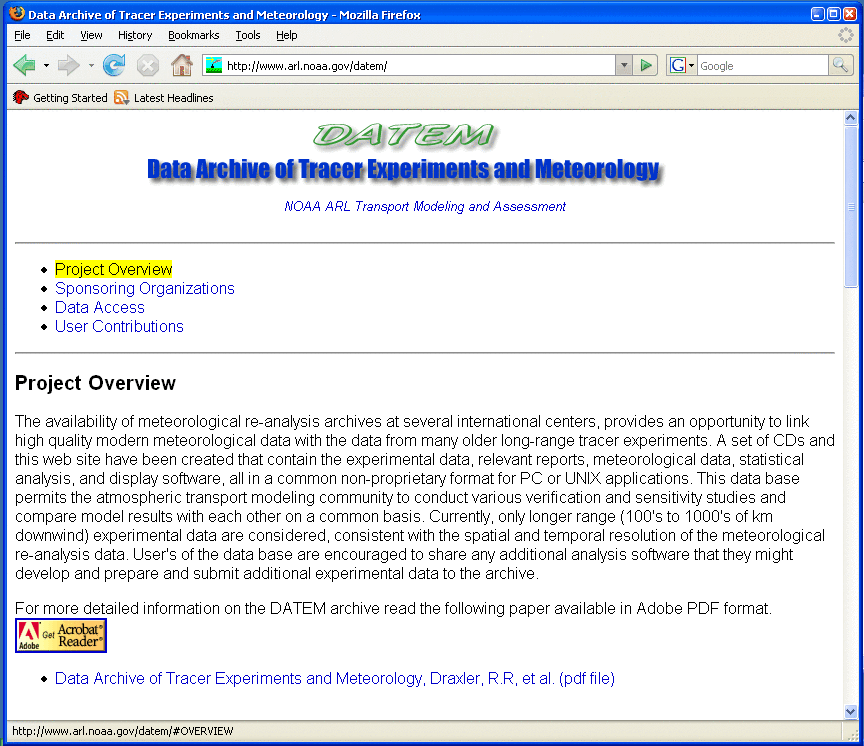 Data Archive of Tracer Experiments and Meteorology - Mozilla Firefox
File Edit View History Bookmarks Tools Help
http://www.arl.noaa.gov/datem/
G Google
Getting Started Latest Headlines
DATEM
Data Archive of Tracer Experiments and Meteorology
NOAA ARL Transport Modeling and Assessment
Project Overview
Sponsoring Organizations
Data Access
User Contributions
Project Overview
The availability of meteorological re-analysis archives at several international centers, provides an opportunity to link
high quality modern meteorological data with the data from many older long-range tracer experiments. A set of CDs and
this web site have been created that contain the experimental data, relevant reports, meteorological data, statistical
analysis, and display software, all in a common non-proprietary format for PC or UNIX applications. This data base
permits the atmospheric transport modeling community to conduct various verification and sensitivity studies and
compare model results with each other on a common basis. Currently, only longer range (100's to 1000's of km
downwind) experimental data are considered, consistent with the spatial and temporal resolution of the meteorological
re-analysis data. User's of the data base are encouraged to share any additional analysis software that they might
develop and prepare and submit additional experimental data to the archive.
For more detailed information on the DATEM archive read the following paper available in Adobe PDF format.
Adobe Get Acrobat® Reader®
Data Archive of Tracer Experiments and Meteorology, Draxler, R.R, et al. (pdf file)
http://www.arl.noaa.gov/datem/#OVERVIEW